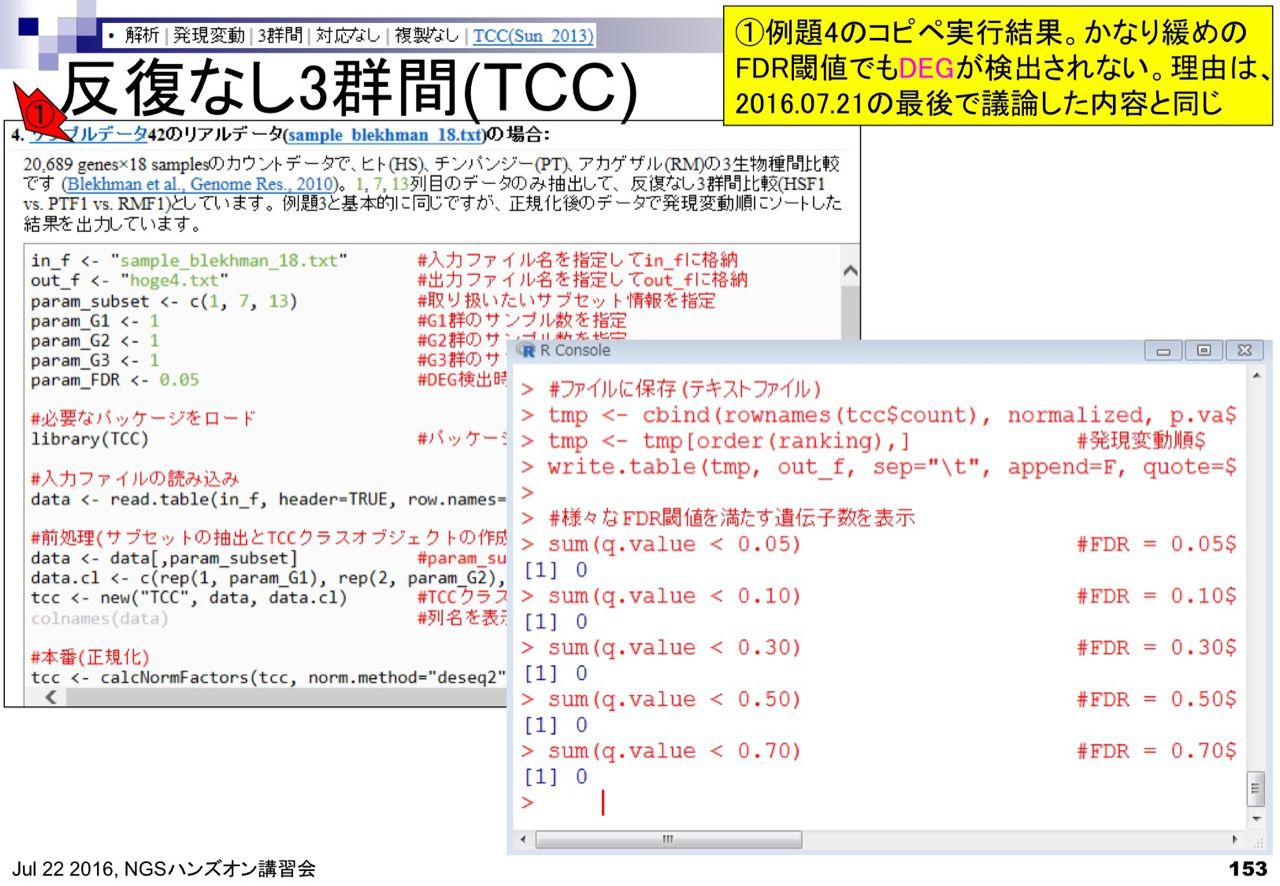 • 解析 | 発現変動 | 3群間 | 対応なし | 複製なし | TCC(Sun_2013)
反復なし3群間(TCC)
①例題4のコピペ実行結果。かなり緩めの
FDR閾値でもDEGが検出されない。理由は、
2016.07.21の最後で議論した内容と同じ
①
4. サンプルデータ42のリアルデータ(sample_blekhman_18.txt)の場合:
20,689 genes×18 samplesのカウントデータで、ヒト(HS)、チンパンジー(PT)、アカゲザル(RM)の3生物種間比較
です (Blekhman et al., Genome Res., 2010)。1, 7, 13列目のデータのみ抽出して、反復なし3群間比較(HSF1
vs. PTF1 vs. RMF1)としています。例題3と基本的に同じですが、正規化後のデータで発現変動順にソートした
結果を出力しています。
in_f <- "sample_blekhman_18.txt" #入力ファイル名を指定してin_fに格納
out_f <- "hoge4.txt" #出力ファイル名を指定してout_fに格納
param_subset <- c(1, 7, 13) #取り扱いたいサブセット情報を指定
param_G1 <- 1 #G1群のサンプル数を指定
param_G2 <- 1 #G2群のサンプル数を指定
param_G3 <- 1 #G3群のサ
param_FDR <- 0.05 #DEG検出時
#必要なパッケージをロード
library(TCC) #パッケージ
#入力ファイルの読み込み
data <- read.table(in_f, header=TRUE, row.names=
#前処理(サブセットの抽出とTCCクラスオブジェクトの作成
data <- data[,param_subset] #param_su
data.cl <- c(rep(1, param_G1), rep(2, param_G2),
tcc <- new("TCC", data, data.cl) #TCCクラス
colnames(data) #列名を表示
#本番(正規化)
tcc <- calcNormFactors(tcc, norm.method="deseq2"
R Console
> #ファイルに保存(テキストファイル)
> tmp <- cbind(rownames(tcc$count), normalized, p.va$
> tmp <- tmp[order(ranking),] #発現変動順$
> write.table(tmp, out_f, sep="\t", append=F, quote=$
>
> #様々なFDR閾値を満たす遺伝子数を表示
> sum(q.value < 0.05) #FDR = 0.05$
[1] 0
> sum(q.value < 0.10) #FDR = 0.10$
[1] 0
> sum(q.value < 0.30) #FDR = 0.30$
[1] 0
> sum(q.value < 0.50) #FDR = 0.50$
[1] 0
> sum(q.value < 0.70) #FDR = 0.70$
[1] 0
>
Jul 22 2016, NGSハンズオン講習会
153